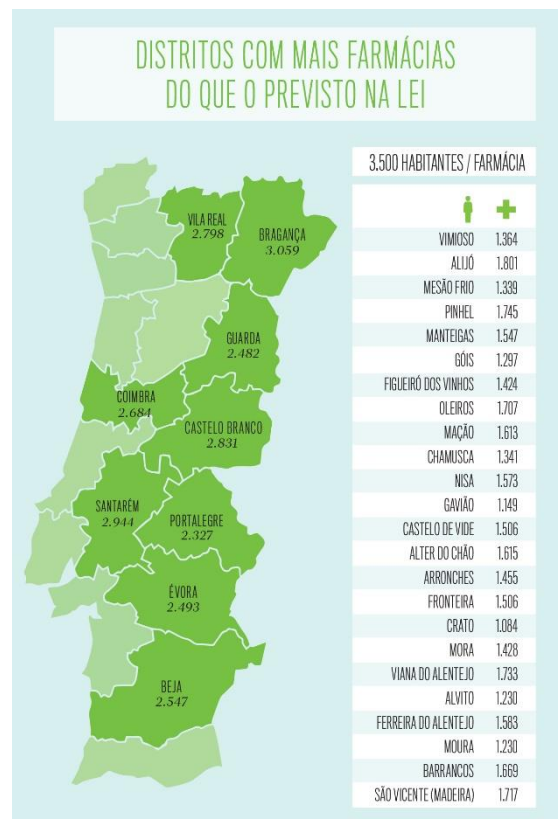 DISTRITOS COM MAIS FARMÁCIAS
DO QUE O PREVISTO NA LEI
VILA REAL
2.798
BRAGANÇA
3.059
GUARDA
2.482
COIMBRA
2.684
CASTELO BRANCO
2.831
SANTARÉM
2.944
PORTALEGRE
2.327
ÉVORA
2.493
BEJA
2.547
3.500 HABITANTES / FARMÁCIA
VIMIOSO 1.364
ALIJÓ 1.801
MESÃO FRIO 1.339
PINHEL 1.745
MANTEIGAS 1.547
GÓIS 1.297
FIGUEIRÓ DOS VINHOS 1.424
OLEIROS 1.707
MAÇÃO 1.613
CHAMUSCA 1.341
NISA 1.573
GAVIÃO 1.149
CASTELO DE VIDE 1.506
ALTER DO CHÃO 1.615
ARRONCHES 1.455
FRONTEIRA 1.506
CRATO 1.084
MORA 1.428
VIANA DO ALENTEJO 1.733
ALVITO 1.230
FERREIRA DO ALENTEJO 1.583
MOURA 1.230
BARRANCOS 1.669
SÃO VICENTE (MADEIRA) 1.717